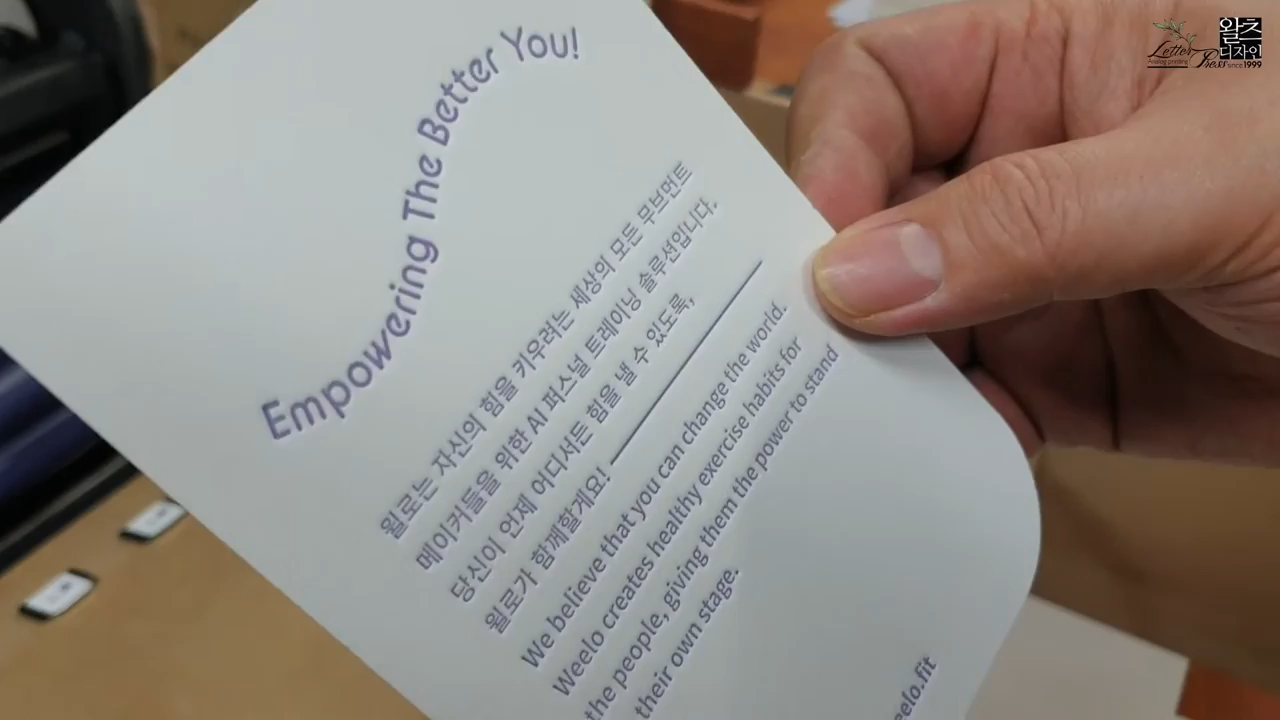 Empowering The Better You!
윌로는 자신의 힘을 키우려는 세상의 모든 무브먼트
메이커들을 위한 AI 퍼스널 트레이닝 솔루션입니다.
당신이 언제 어디서든 힘을 낼 수 있도록,
윌로가 함께할게요!
We believe that you can change the world.
Weelo creates healthy exercise habits for
the people, giving them the power to stand
their own stage.
eelo.fit
Letter Press
Analog printing
since 1999
왈츠
디자인